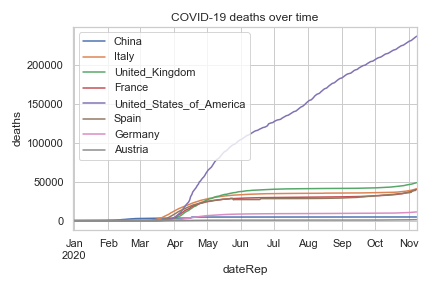 COVID-19 deaths over time
China
Italy
United_Kingdom
France
United_States_of_America
Spain
Germany
Austria
200000
150000
100000
50000
0
deaths
Jan Feb Mar Apr May Jun Jul Aug Sep Oct Nov
2020
dateRep